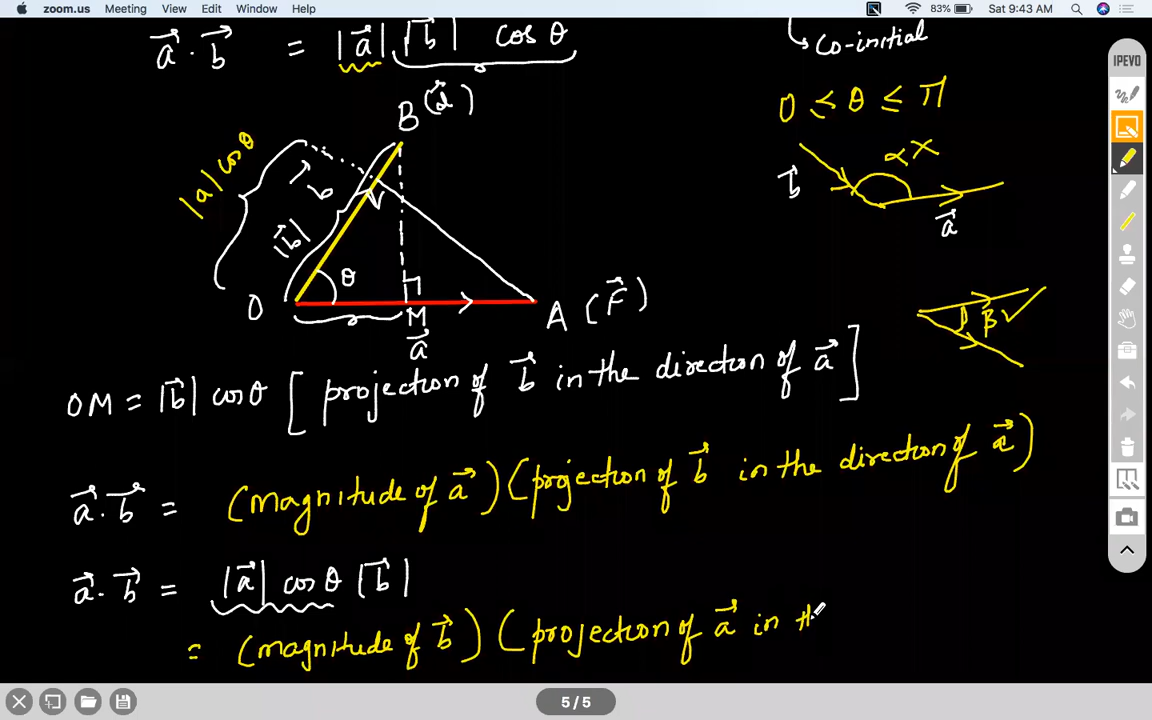 zoom.us Meeting View Edit Window Help 83% Sat 9:43 AM
a⃗ · b⃗ = |a⃗| |b⃗| cos θ
co-initial
IPEVO
0 ≤ θ ≤ π
B (d⃗)
|a| cos θ
b⃗
|b⃗|
θ
O
M
A (F⃗)
a⃗
α ×
b⃗
a⃗
β ✓
OM = |b⃗| cos θ [ projection of b⃗ in the direction of a⃗ ]
a⃗ · b⃗ = (magnitude of a⃗) (projection of b⃗ in the direction of a⃗)
a⃗ · b⃗ = |a⃗| cos θ |b⃗|
= (magnitude of b⃗) (projection of a⃗ in th
5 / 5